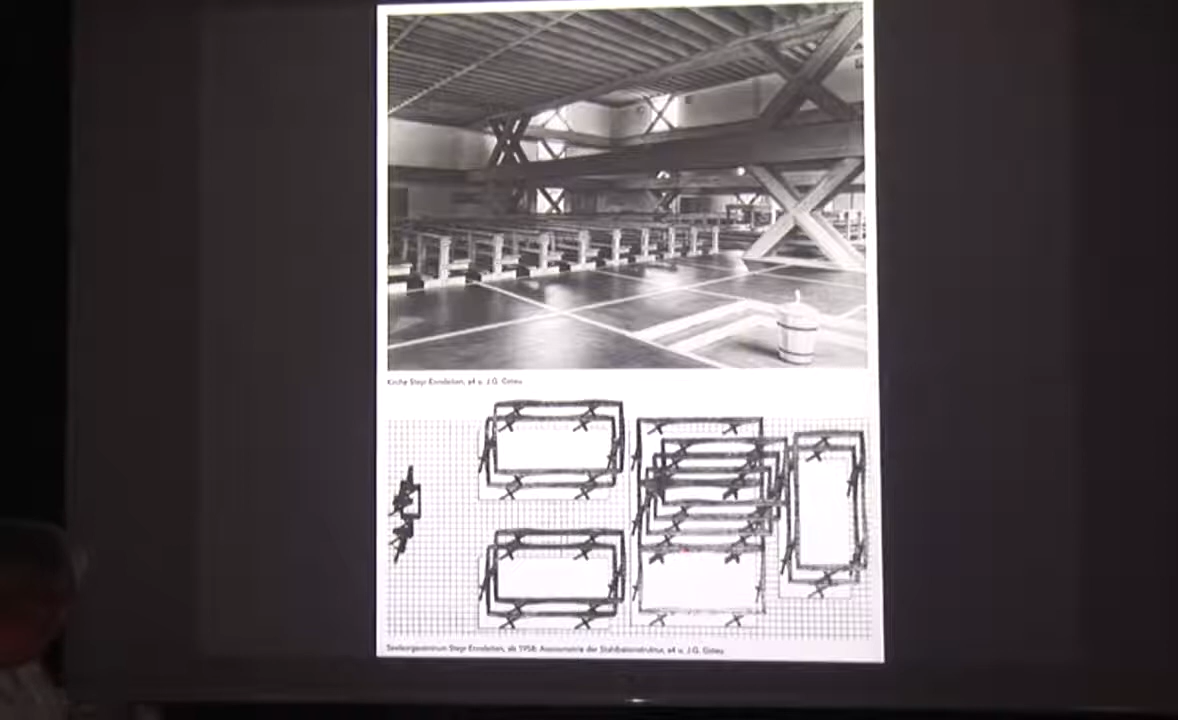 Kirche Steyr-Ennsleiten, a4 u. J.G. Gsteu
Seelsorgezentrum Steyr-Ennsleiten, ab 1958: Axonometrie der Stahlbetonstruktur, a4 u. J.G. Gsteu